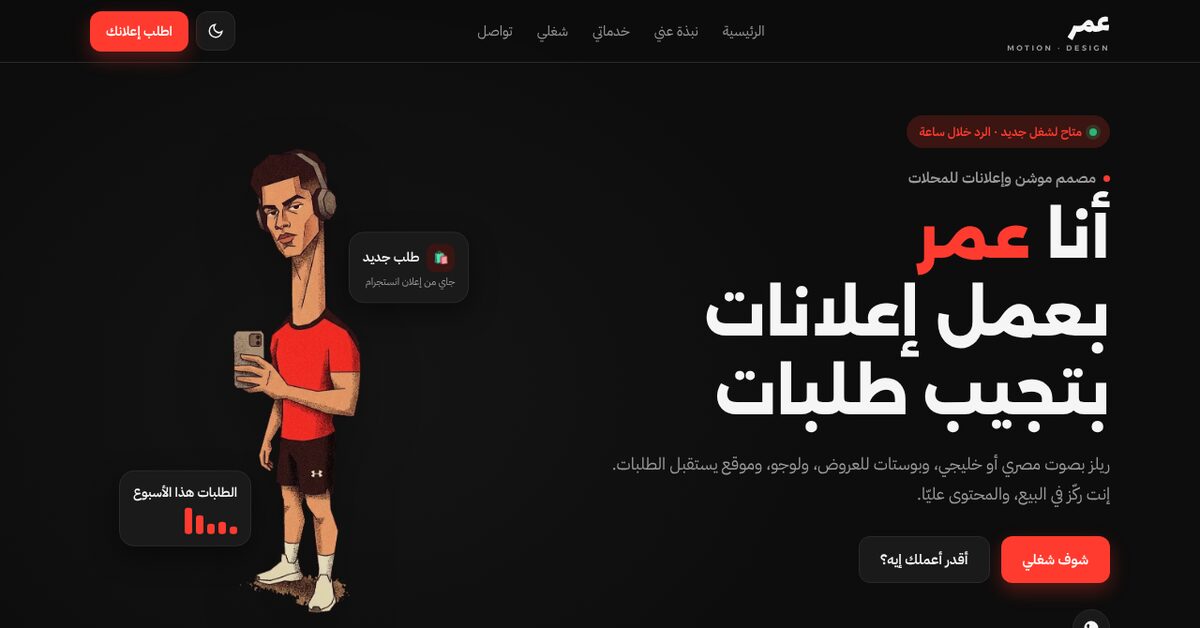 عمر
MOTION · DESIGN
الرئيسية
نبذة عني
خدماتي
شغلي
تواصل
اطلب إعلانك
متاح لشغل جديد · الرد خلال ساعة
مصمم موشن وإعلانات للمحلات
أنا عمر
بعمل إعلانات
بتجيب طلبات
ريلز بصوت مصري أو خليجي، وبوستات للعروض، ولوجو، وموقع يستقبل الطلبات.
إنت ركّز في البيع، والمحتوى عليّا.
شوف شغلي
أقدر أعملك إيه؟
طلب جديد
جاي من إعلان انستجرام
الطلبات هذا الأسبوع